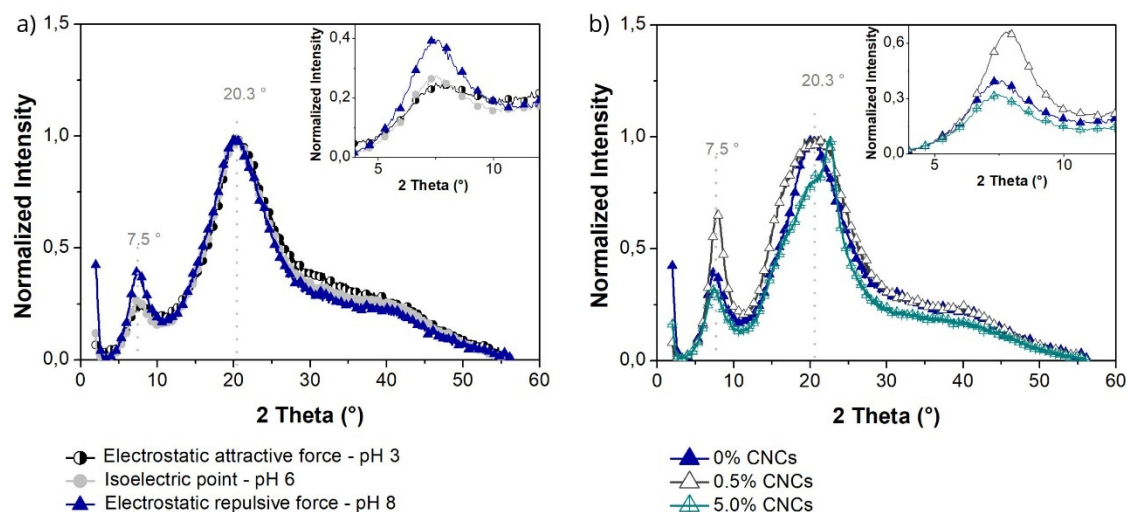 a)
1,5
1,0
0,5
0,0
0 10 20 30 40 50 60
Normalized Intensity
2 Theta (°)
7.5 °
20.3 °
Normalized Intensity
0,4
0,2
0,0
5 10
2 Theta (°)
Electrostatic attractive force - pH 3
Isoelectric point - pH 6
Electrostatic repulsive force - pH 8
b)
1,5
1,0
0,5
0,0
0 10 20 30 40 50 60
Normalized Intensity
2 Theta (°)
7.5 °
20.3 °
Normalized Intensity
0,6
0,3
0,0
5 10
2 Theta (°)
0% CNCs
0.5% CNCs
5.0% CNCs